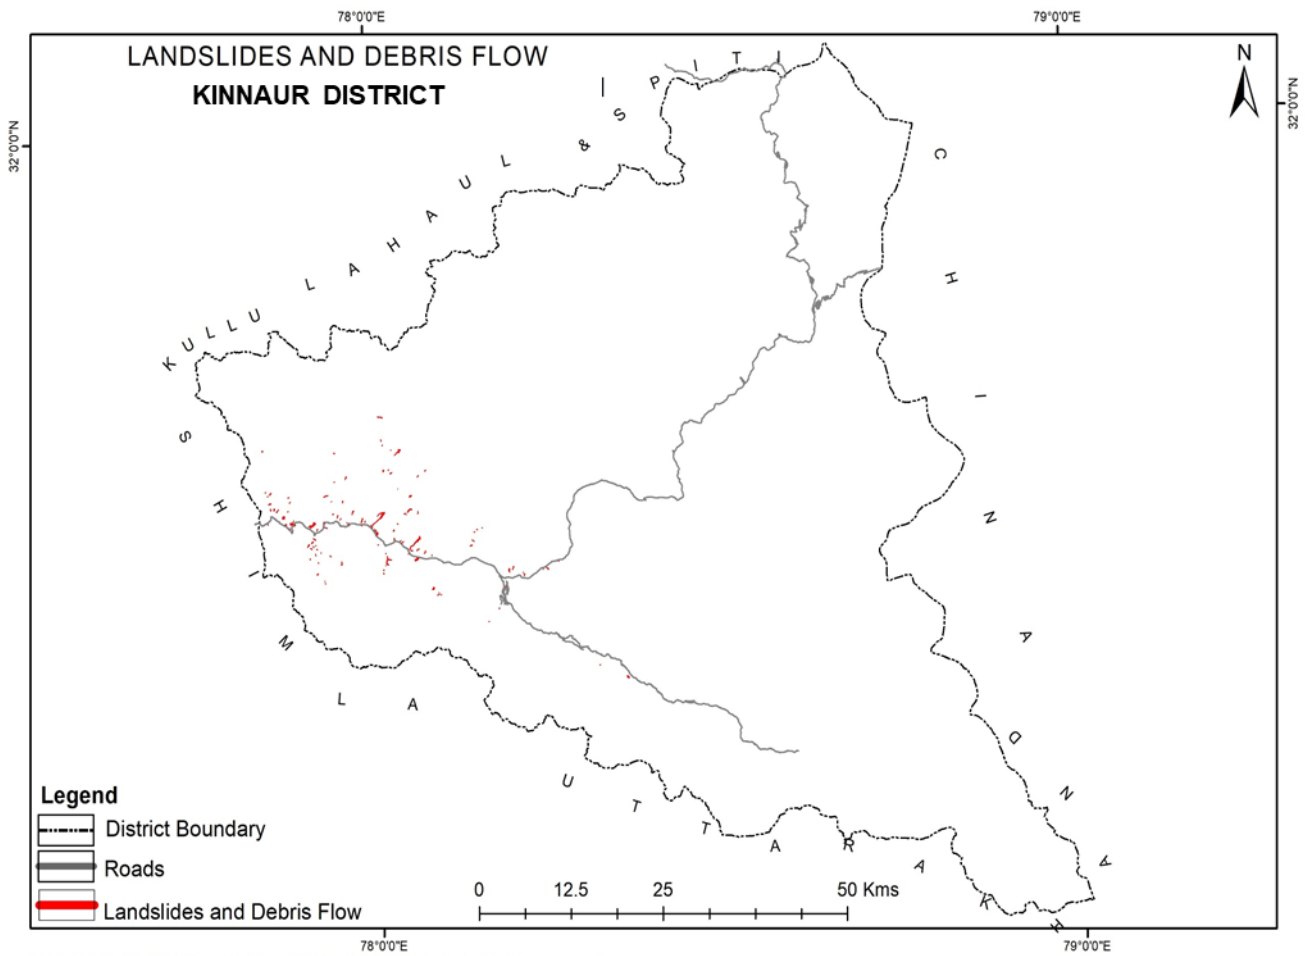 78°0'0"E
79°0'0"E
LANDSLIDES AND DEBRIS FLOW
KINNAUR DISTRICT
N
32°0'0"N
32°0'0"N
LAHAUL & SPITI
KULLU
SHIMLA
CHINA
UTTARAKHAND
Legend
District Boundary
Roads
Landslides and Debris Flow
0 12.5 25 50 Kms
78°0'0"E
79°0'0"E